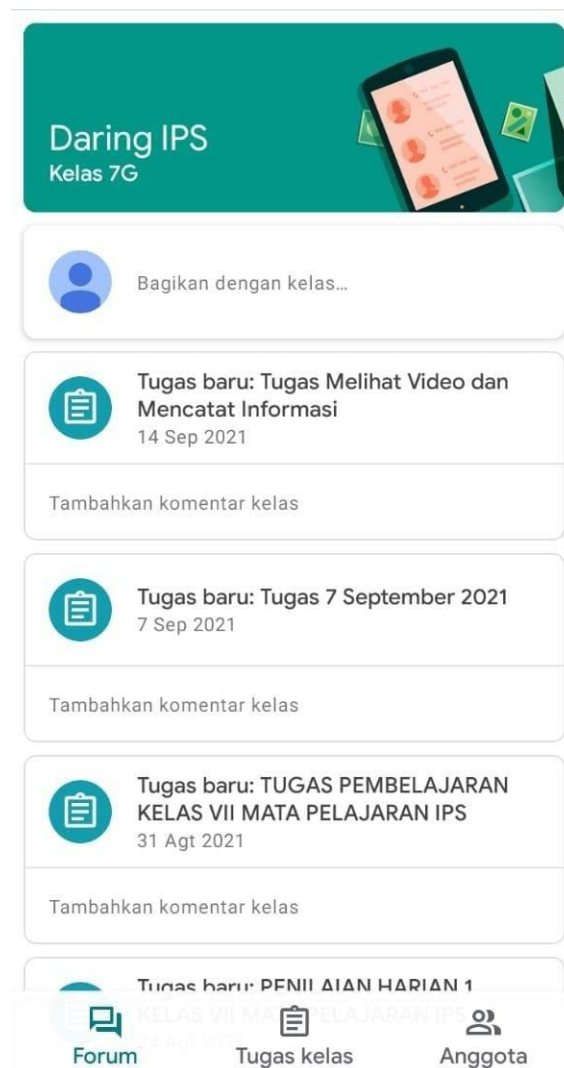 Daring IPS
Kelas 7G
Bagikan dengan kelas...
Tugas baru: Tugas Melihat Video dan
Mencatat Informasi
14 Sep 2021
Tambahkan komentar kelas
Tugas baru: Tugas 7 September 2021
7 Sep 2021
Tambahkan komentar kelas
Tugas baru: TUGAS PEMBELAJARAN
KELAS VII MATA PELAJARAN IPS
31 Agt 2021
Tambahkan komentar kelas
Tugas baru: PENILAIAN HARIAN 1
KELAS VII MATA PELAJARAN IPS
Agt 2021
Forum
Tugas kelas
Anggota